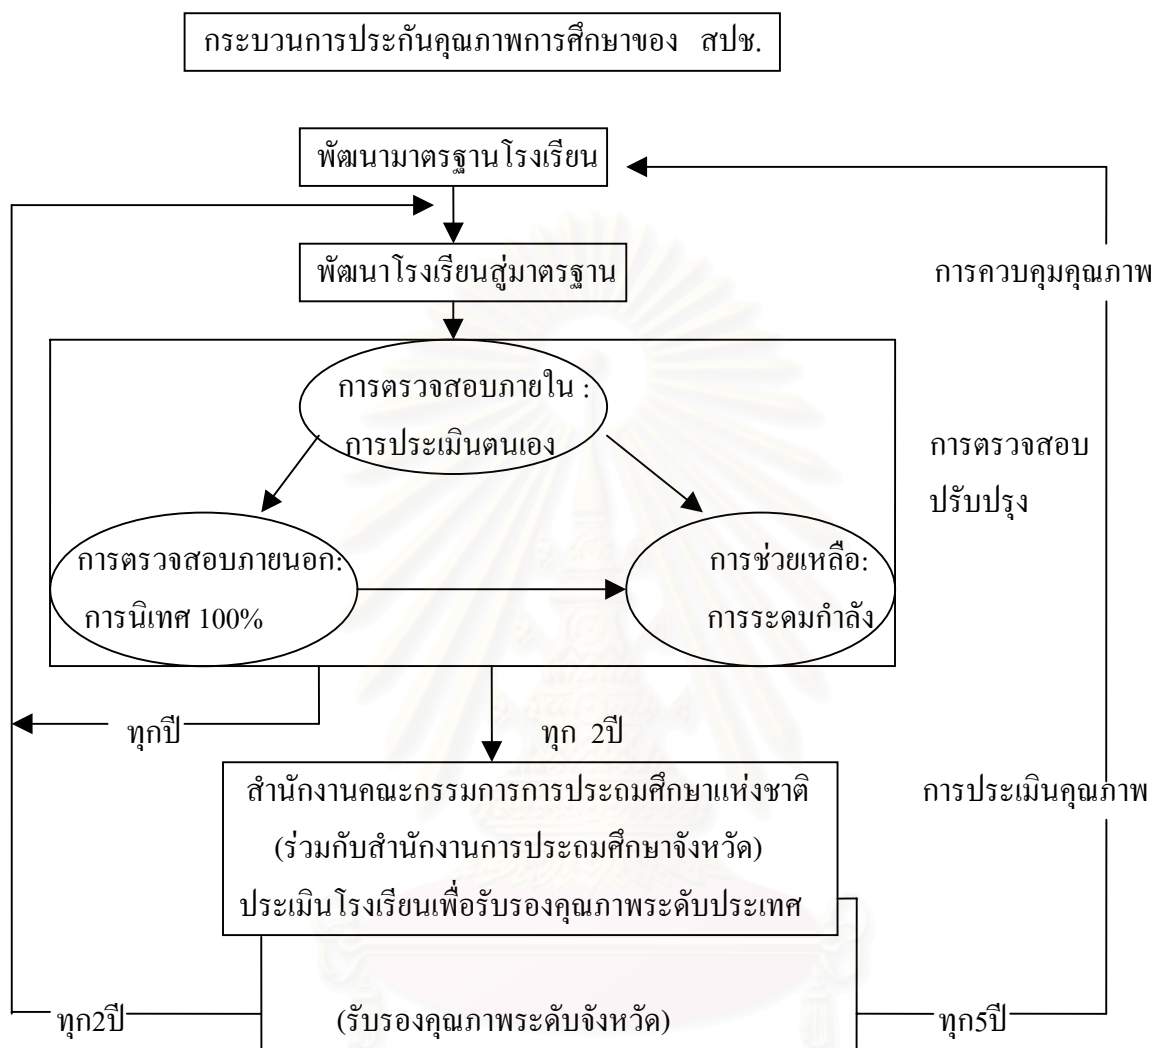 กระบวนการประกันคุณภาพการศึกษาของ สปช.
พัฒนามาตรฐานโรงเรียน
พัฒนาโรงเรียนสู่มาตรฐาน
การควบคุมคุณภาพ
การตรวจสอบภายใน :
การประเมินตนเอง
การตรวจสอบ
ปรับปรุง
การตรวจสอบภายนอก:
การนิเทศ 100%
การช่วยเหลือ:
การระดมกำลัง
ทุกปี
ทุก 2ปี
สำนักงานคณะกรรมการการประถมศึกษาแห่งชาติ
(ร่วมกับสำนักงานการประถมศึกษาจังหวัด)
ประเมินโรงเรียนเพื่อรับรองคุณภาพระดับประเทศ
การประเมินคุณภาพ
ทุก2ปี
(รับรองคุณภาพระดับจังหวัด)
ทุก5ปี